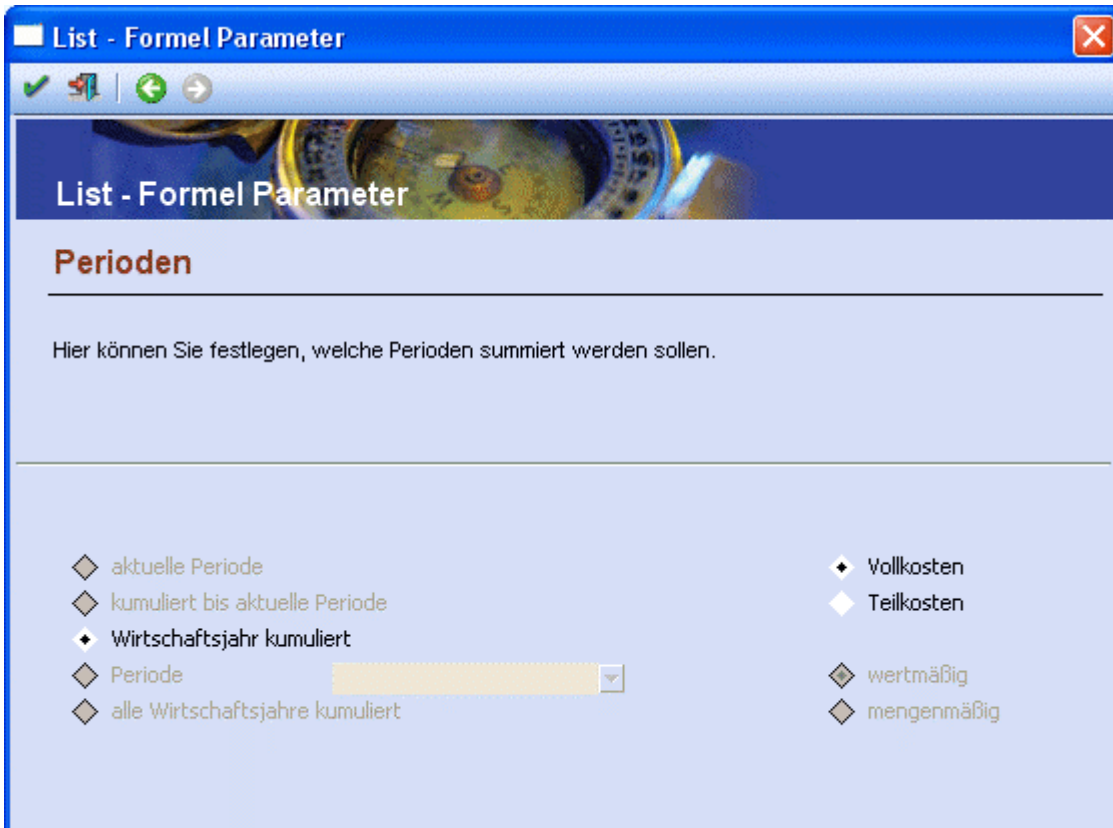 List - Formel Parameter
List - Formel Parameter
Perioden
Hier können Sie festlegen, welche Perioden summiert werden sollen.
aktuelle Periode
kumuliert bis aktuelle Periode
Wirtschaftsjahr kumuliert
Periode
alle Wirtschaftsjahre kumuliert
Vollkosten
Teilkosten
wertmäßig
mengenmäßig